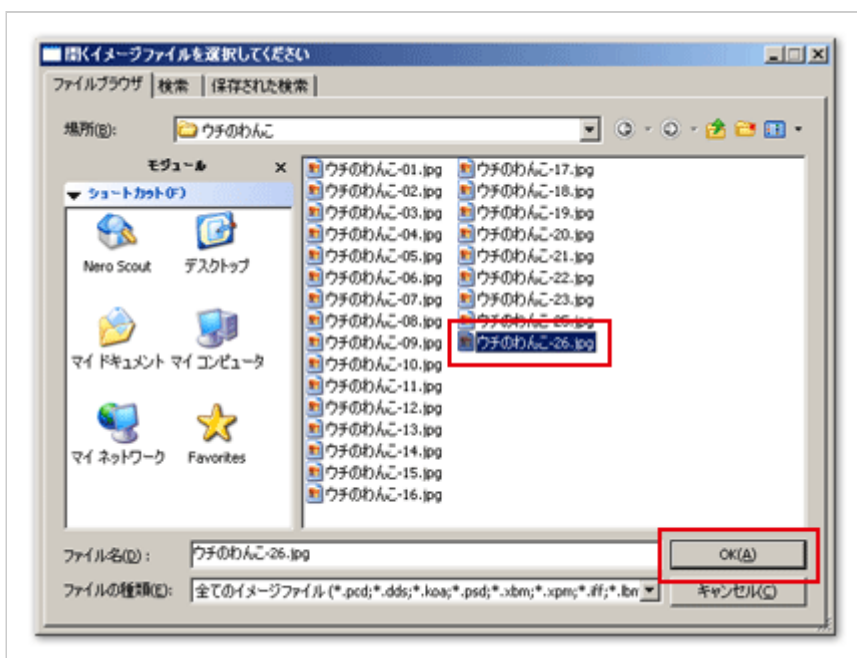 開くイメージファイルを選択してください
ファイルブラウザ 検索 保存された検索
場所(B): ウチのわんこ
モジュール x
ショートカット(F)
Nero Scout デスクトップ
マイ ドキュメント マイ コンピュータ
マイ ネットワーク Favorites
ウチのわんこ-01.jpg ウチのわんこ-17.jpg
ウチのわんこ-02.jpg ウチのわんこ-18.jpg
ウチのわんこ-03.jpg ウチのわんこ-19.jpg
ウチのわんこ-04.jpg ウチのわんこ-20.jpg
ウチのわんこ-05.jpg ウチのわんこ-21.jpg
ウチのわんこ-06.jpg ウチのわんこ-22.jpg
ウチのわんこ-07.jpg ウチのわんこ-23.jpg
ウチのわんこ-08.jpg ウチのわんこ-25.jpg
ウチのわんこ-09.jpg ウチのわんこ-26.jpg
ウチのわんこ-10.jpg
ウチのわんこ-11.jpg
ウチのわんこ-12.jpg
ウチのわんこ-13.jpg
ウチのわんこ-14.jpg
ウチのわんこ-15.jpg
ウチのわんこ-16.jpg
ファイル名(D): ウチのわんこ-26.jpg OK(A)
ファイルの種類(E): 全てのイメージファイル (*.pcd;*.dds;*.koa;*.psd;*.xbm;*.xpm;*.iff;*.lbm キャンセル(C)